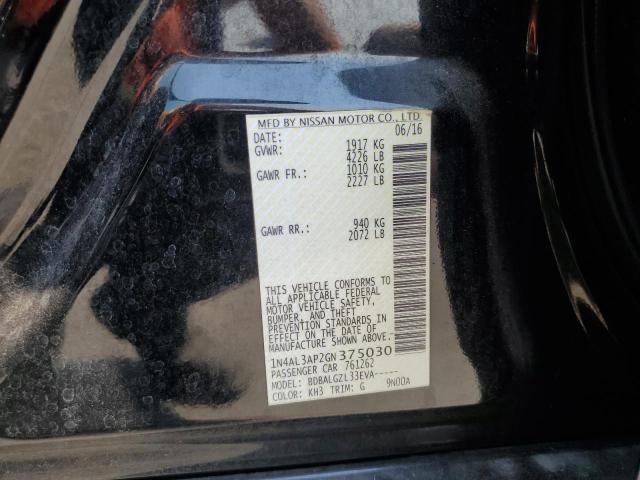 MFD BY NISSAN MOTOR CO., LTD.
DATE: 06/16
GVWR: 1917 KG
4226 LB
GAWR FR.: 1010 KG
2227 LB
GAWR RR.: 940 KG
2072 LB
THIS VEHICLE CONFORMS TO
ALL APPLICABLE FEDERAL
MOTOR VEHICLE SAFETY,
BUMPER, AND THEFT
PREVENTION STANDARDS IN
EFFECT ON THE DATE OF
MANUFACTURE SHOWN ABOVE.
1N4AL3AP2GN375030
PASSENGER CAR 761262
MODEL: BDBALGZL33EVA-----
COLOR: KH3 TRIM: G 9N00A